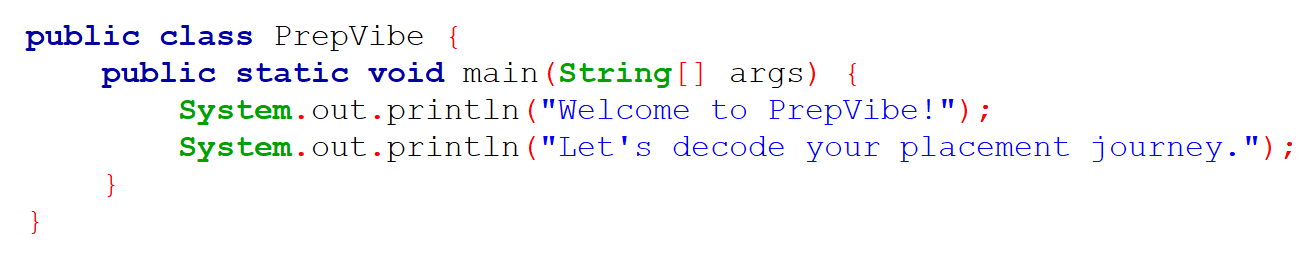 public class PrepVibe {
    public static void main(String[] args) {
        System.out.println("Welcome to PrepVibe!");
        System.out.println("Let's decode your placement journey.");
    }
}